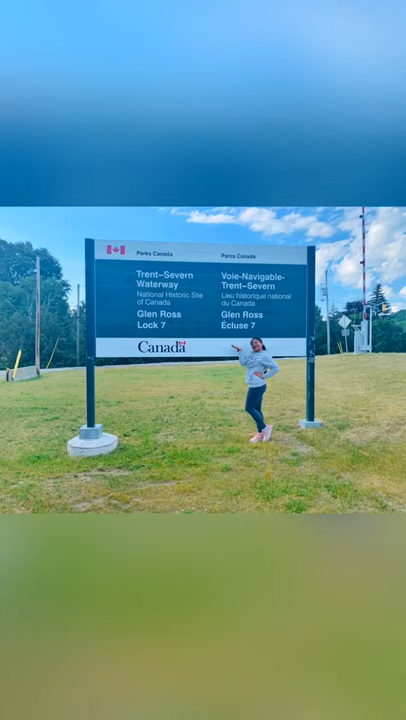 Parks Canada
Trent–Severn
Waterway
National Historic Site
of Canada
Glen Ross
Lock 7
Parcs Canada
Voie-Navigable-
Trent–Severn
Lieu historique national
du Canada
Glen Ross
Écluse 7
Canada